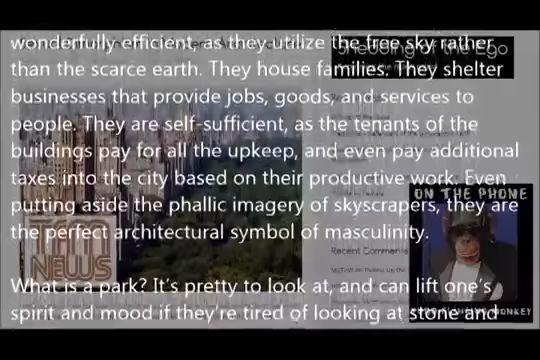 wonderfully efficient, as they utilize the free sky rather
than the scarce earth. They house families. They shelter
businesses that provide jobs, goods, and services to
people. They are self-sufficient, as the tenants of the
buildings pay for all the upkeep, and even pay additional
taxes into the city based on their productive work. Even
putting aside the phallic imagery of skyscrapers, they are
the perfect architectural symbol of masculinity.
What is a park? It's pretty to look at, and can lift one's
spirit and mood if they're tired of looking at stone and
Shedding of the Ego
ON THE PHONE
NEWS
Recent Comments